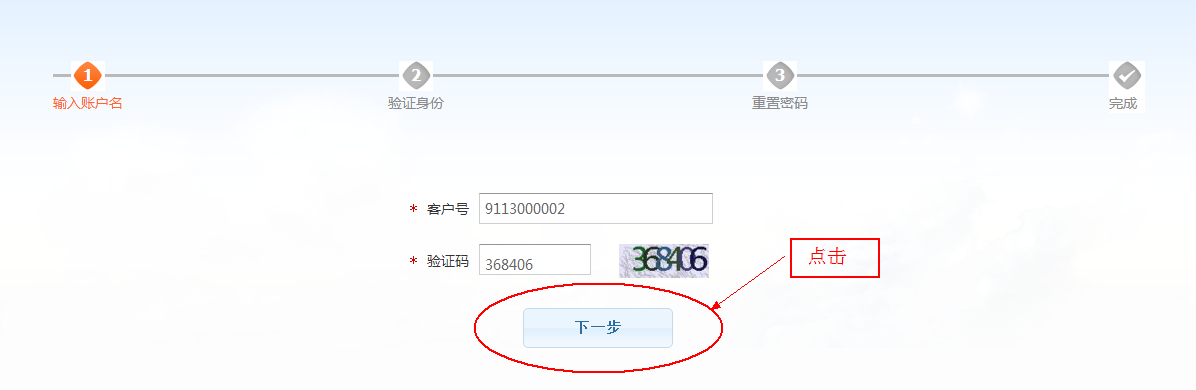 1 2 3
输入账户名 验证身份 重置密码 完成
* 客户号 9113000002
* 验证码 368406 368406
点击
下一步